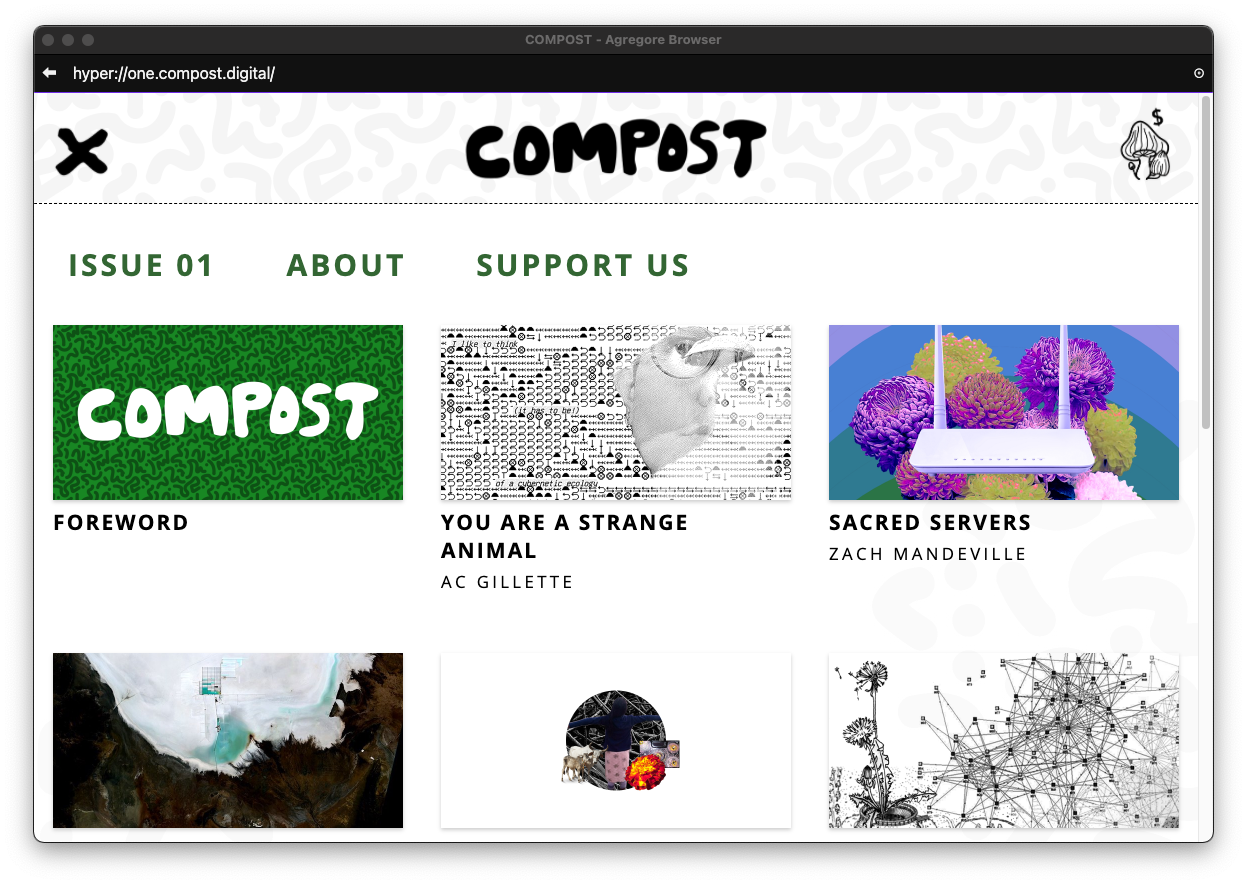 COMPOST - Agregore Browser
hyper://one.compost.digital/
COMPOST
$
ISSUE 01 ABOUT SUPPORT US
COMPOST
I like to think
(it has to be!)
of a cybernetic ecology
FOREWORD
YOU ARE A STRANGE
ANIMAL
AC GILLETTE
SACRED SERVERS
ZACH MANDEVILLE